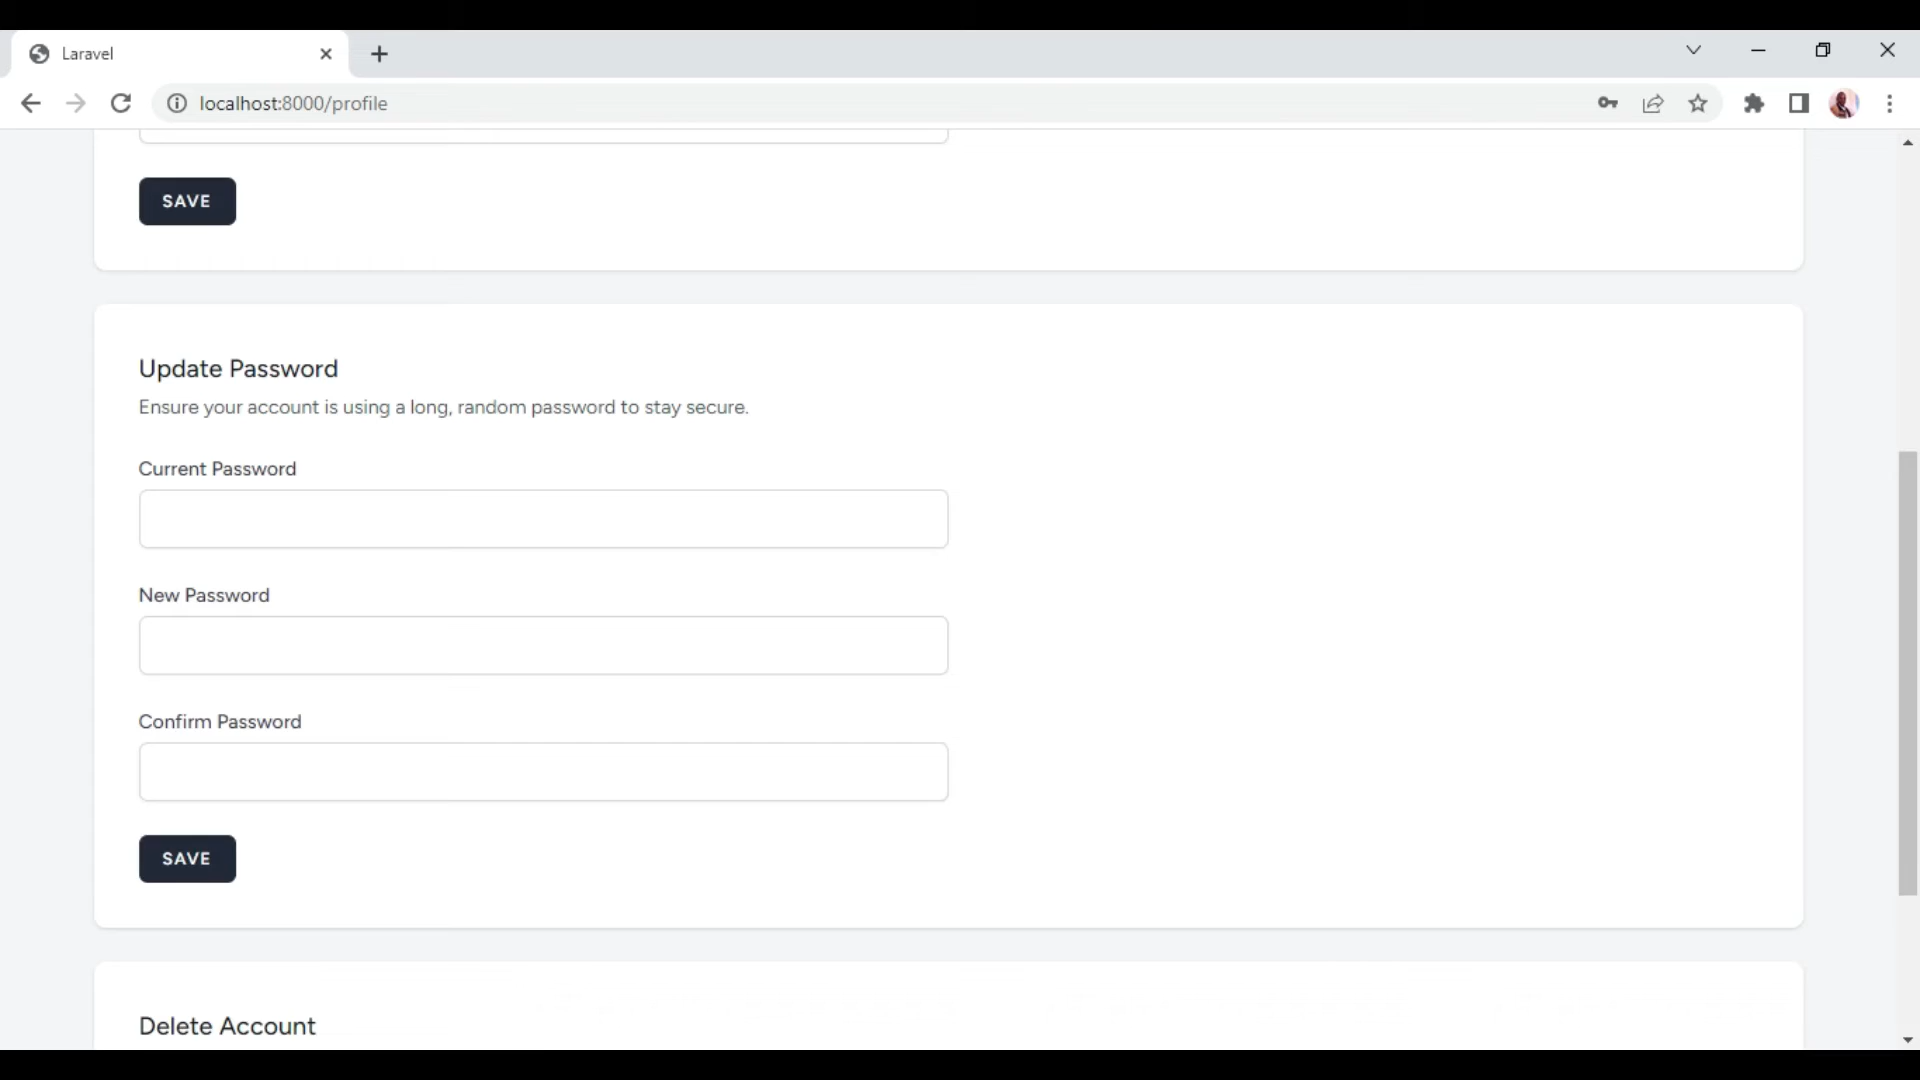 Laravel
localhost:8000/profile
SAVE
Update Password
Ensure your account is using a long, random password to stay secure.
Current Password
New Password
Confirm Password
SAVE
Delete Account